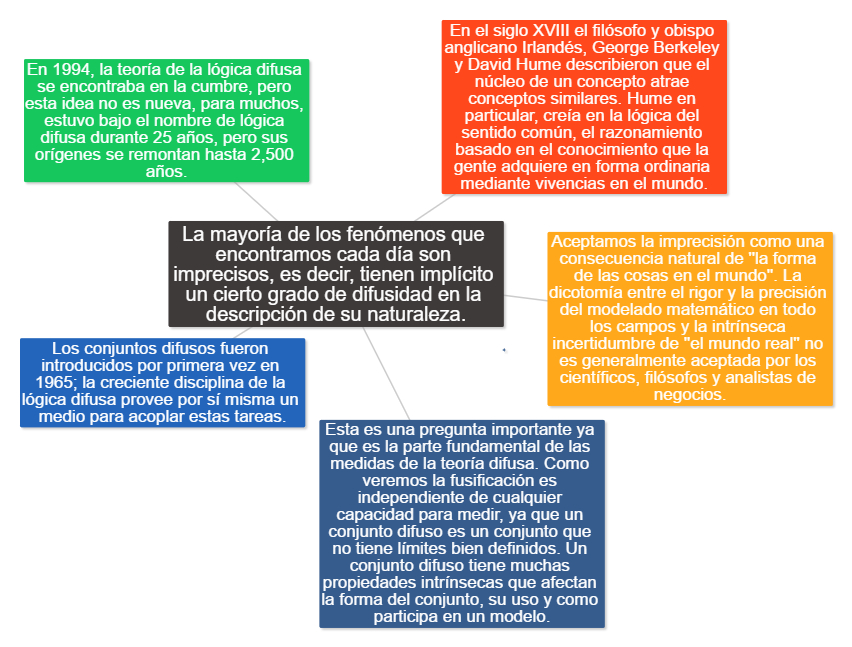 En 1994, la teoría de la lógica difusa
se encontraba en la cumbre, pero
esta idea no es nueva, para muchos,
estuvo bajo el nombre de lógica
difusa durante 25 años, pero sus
orígenes se remontan hasta 2,500
años.
En el siglo XVIII el filósofo y obispo
anglicano Irlandés, George Berkeley
y David Hume describieron que el
núcleo de un concepto atrae
conceptos similares. Hume en
particular, creía en la lógica del
sentido común, el razonamiento
basado en el conocimiento que la
gente adquiere en forma ordinaria
mediante vivencias en el mundo.
La mayoría de los fenómenos que
encontramos cada día son
imprecisos, es decir, tienen implícito
un cierto grado de difusidad en la
descripción de su naturaleza.
Aceptamos la imprecisión como una
consecuencia natural de "la forma
de las cosas en el mundo". La
dicotomía entre el rigor y la precisión
del modelado matemático en todo
los campos y la intrínseca
incertidumbre de "el mundo real" no
es generalmente aceptada por los
científicos, filósofos y analistas de
negocios.
Los conjuntos difusos fueron
introducidos por primera vez en
1965; la creciente disciplina de la
lógica difusa provee por sí misma un
medio para acoplar estas tareas.
Esta es una pregunta importante ya
que es la parte fundamental de las
medidas de la teoría difusa. Como
veremos la fusificación es
independiente de cualquier
capacidad para medir, ya que un
conjunto difuso es un conjunto que
no tiene límites bien definidos. Un
conjunto difuso tiene muchas
propiedades intrínsecas que afectan
la forma del conjunto, su uso y como
participa en un modelo.